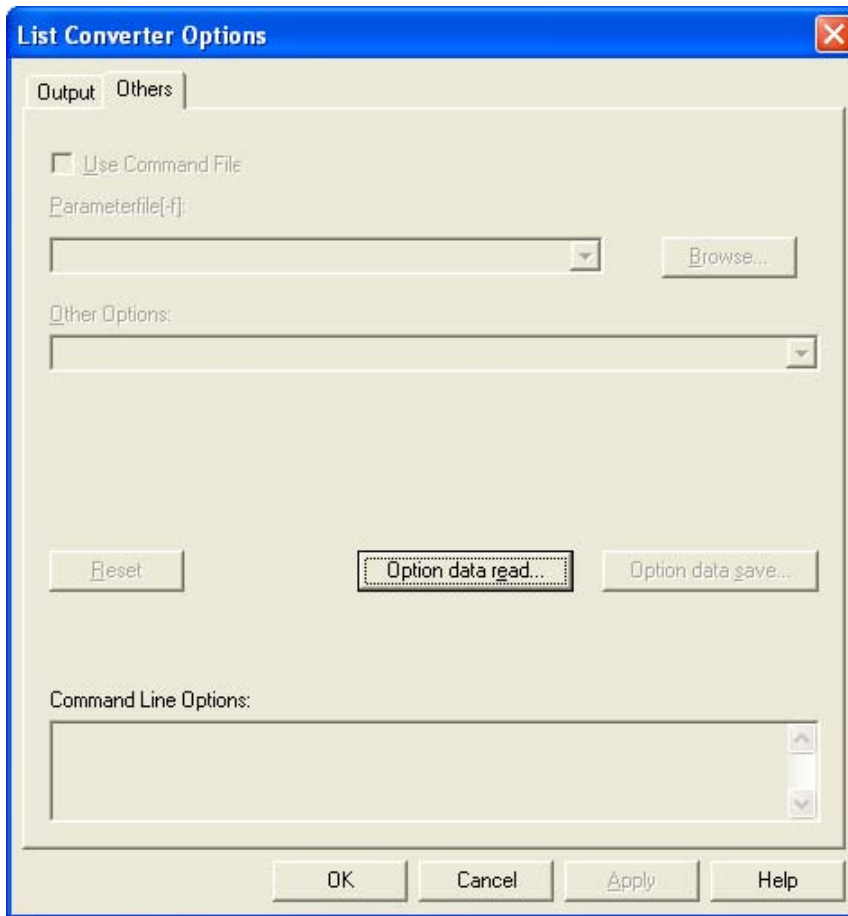 List Converter Options
Output Others
Use Command File
Parameterfile[-f]:
Browse...
Other Options:
Reset Option data read... Option data save...
Command Line Options:
OK Cancel Apply Help